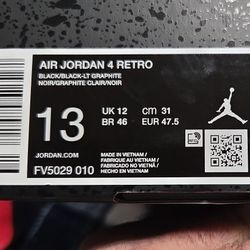 AIR JORDAN 4 RETRO
BLACK/BLACK-LT GRAPHITE
NOIR/GRAPHITE CLAIR/NOIR
13
UK 12 cm 31
BR 46 EUR 47.5
JORDAN.COM
FV5029 010
MADE IN VIETNAM /
FABRIQUE AU VIETNAM /
FABRICADO NO VIETNÃ /
HECHO EN VIETNAM